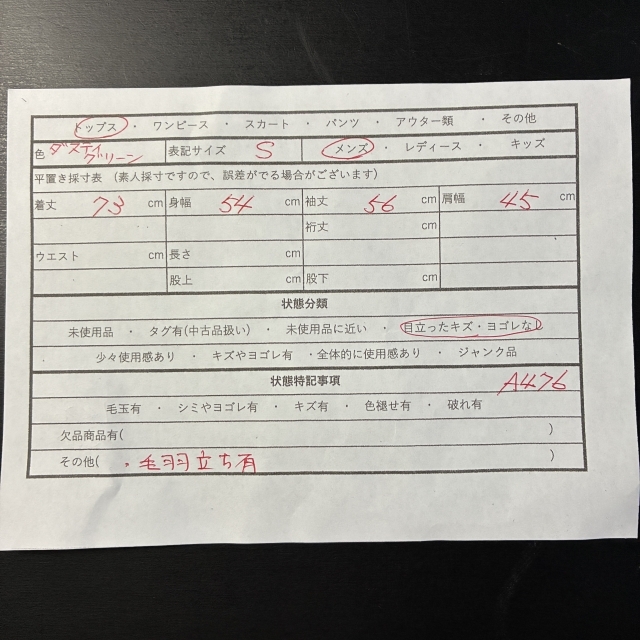 トップス ・ ワンピース ・ スカート ・ パンツ ・ アウター類 ・ その他
色 ダスティグリーン 表記サイズ S メンズ ・ レディース ・ キッズ
平置き採寸表 （素人採寸ですので、誤差がでる場合がございます）
着丈 73 cm 身幅 54 cm 袖丈 56 cm 肩幅 45 cm
裄丈 cm
ウエスト cm 長さ cm
股上 cm 股下 cm
状態分類
未使用品 ・ タグ有(中古品扱い) ・ 未使用品に近い ・ 目立ったキズ・ヨゴレなし
少々使用感あり ・ キズやヨゴレ有 ・全体的に使用感あり ・ ジャンク品
状態特記事項 A476
毛玉有 ・ シミやヨゴレ有 ・ キズ有 ・ 色褪せ有 ・ 破れ有
欠品商品有( )
その他( ・毛羽立ち有 )